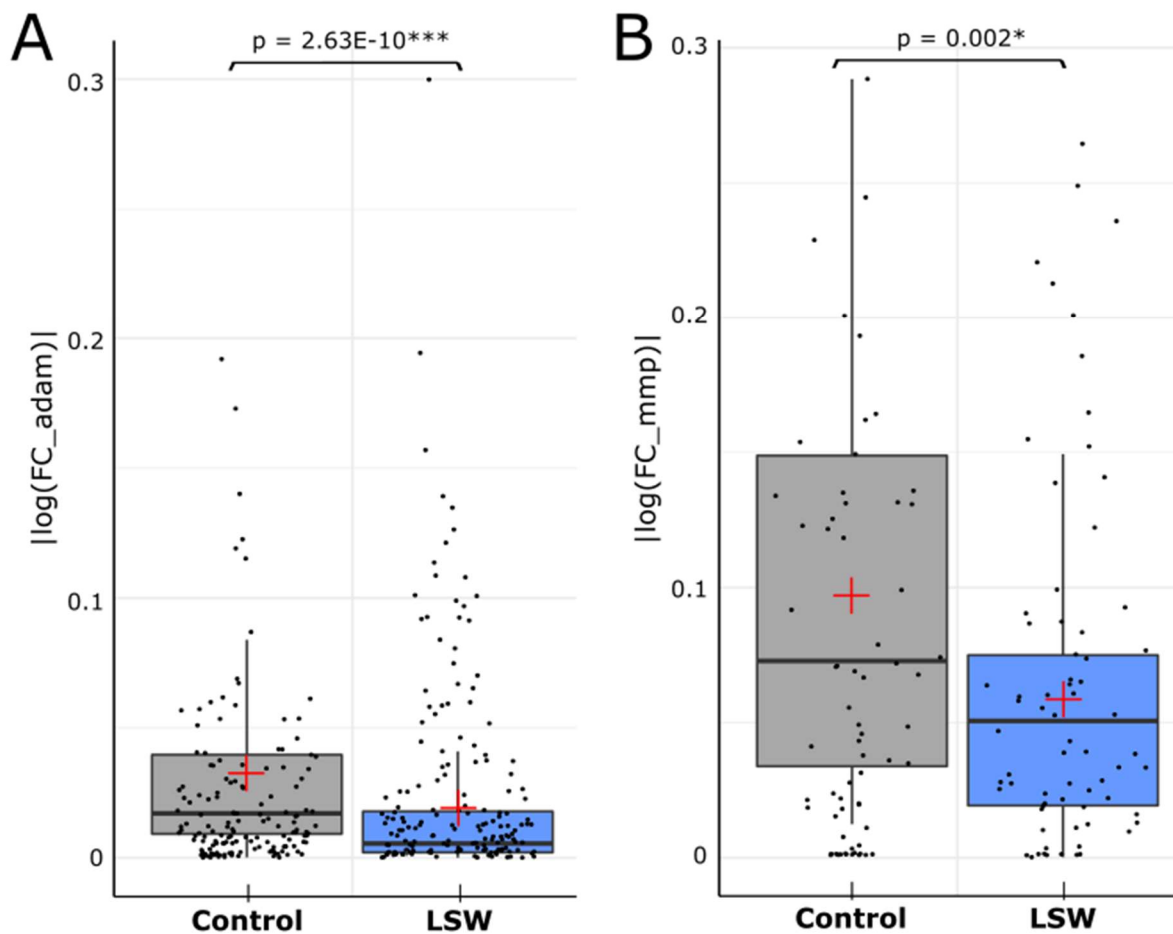 A
p = 2.63E-10***
|log(FC_adam)|
0.3
0.2
0.1
0
Control LSW
B
p = 0.002*
|log(FC_mmp)|
0.3
0.2
0.1
0
Control LSW